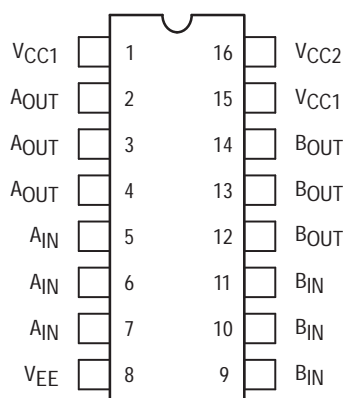 VCC1 1 16 VCC2
AOUT 2 15 VCC1
AOUT 3 14 BOUT
AOUT 4 13 BOUT
AIN 5 12 BOUT
AIN 6 11 BIN
AIN 7 10 BIN
VEE 8 9 BIN